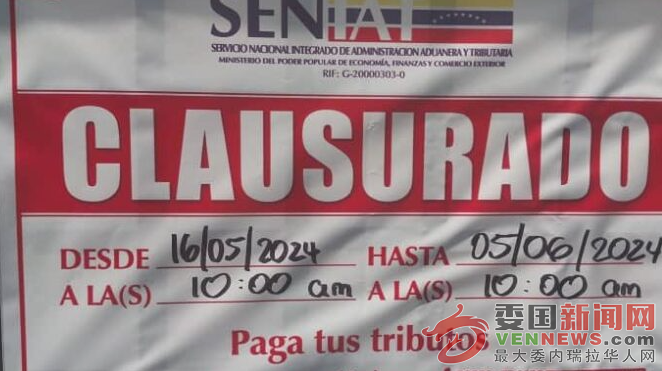 SENIAT
SERVICIO NACIONAL INTEGRADO DE ADMINISTRACION ADUANERA Y TRIBUTARIA
MINISTERIO DEL PODER POPULAR DE ECONOMÍA, FINANZAS Y COMERCIO EXTERIOR
RIF: G-20000303-0
CLAUSURADO
DESDE 16/05/2024 HASTA 05/06/2024
A LA(S) 10:00 am A LA(S) 10:00 am
Paga tus tributos
委国新闻网
VENNEWS.COM
最大委内瑞拉华人网